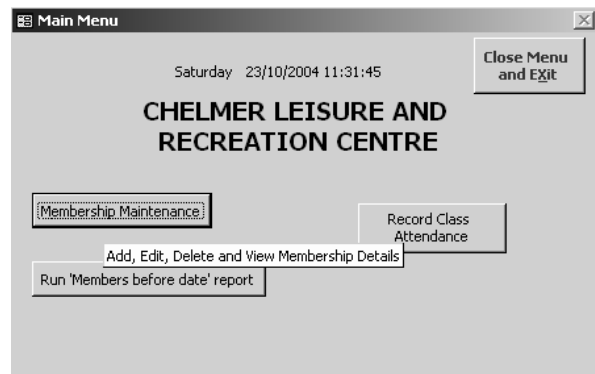 Main Menu
Close Menu
and EXit
Saturday 23/10/2004 11:31:45
CHELMER LEISURE AND
RECREATION CENTRE
Membership Maintenance
Record Class
Attendance
Add, Edit, Delete and View Membership Details
Run 'Members before date' report